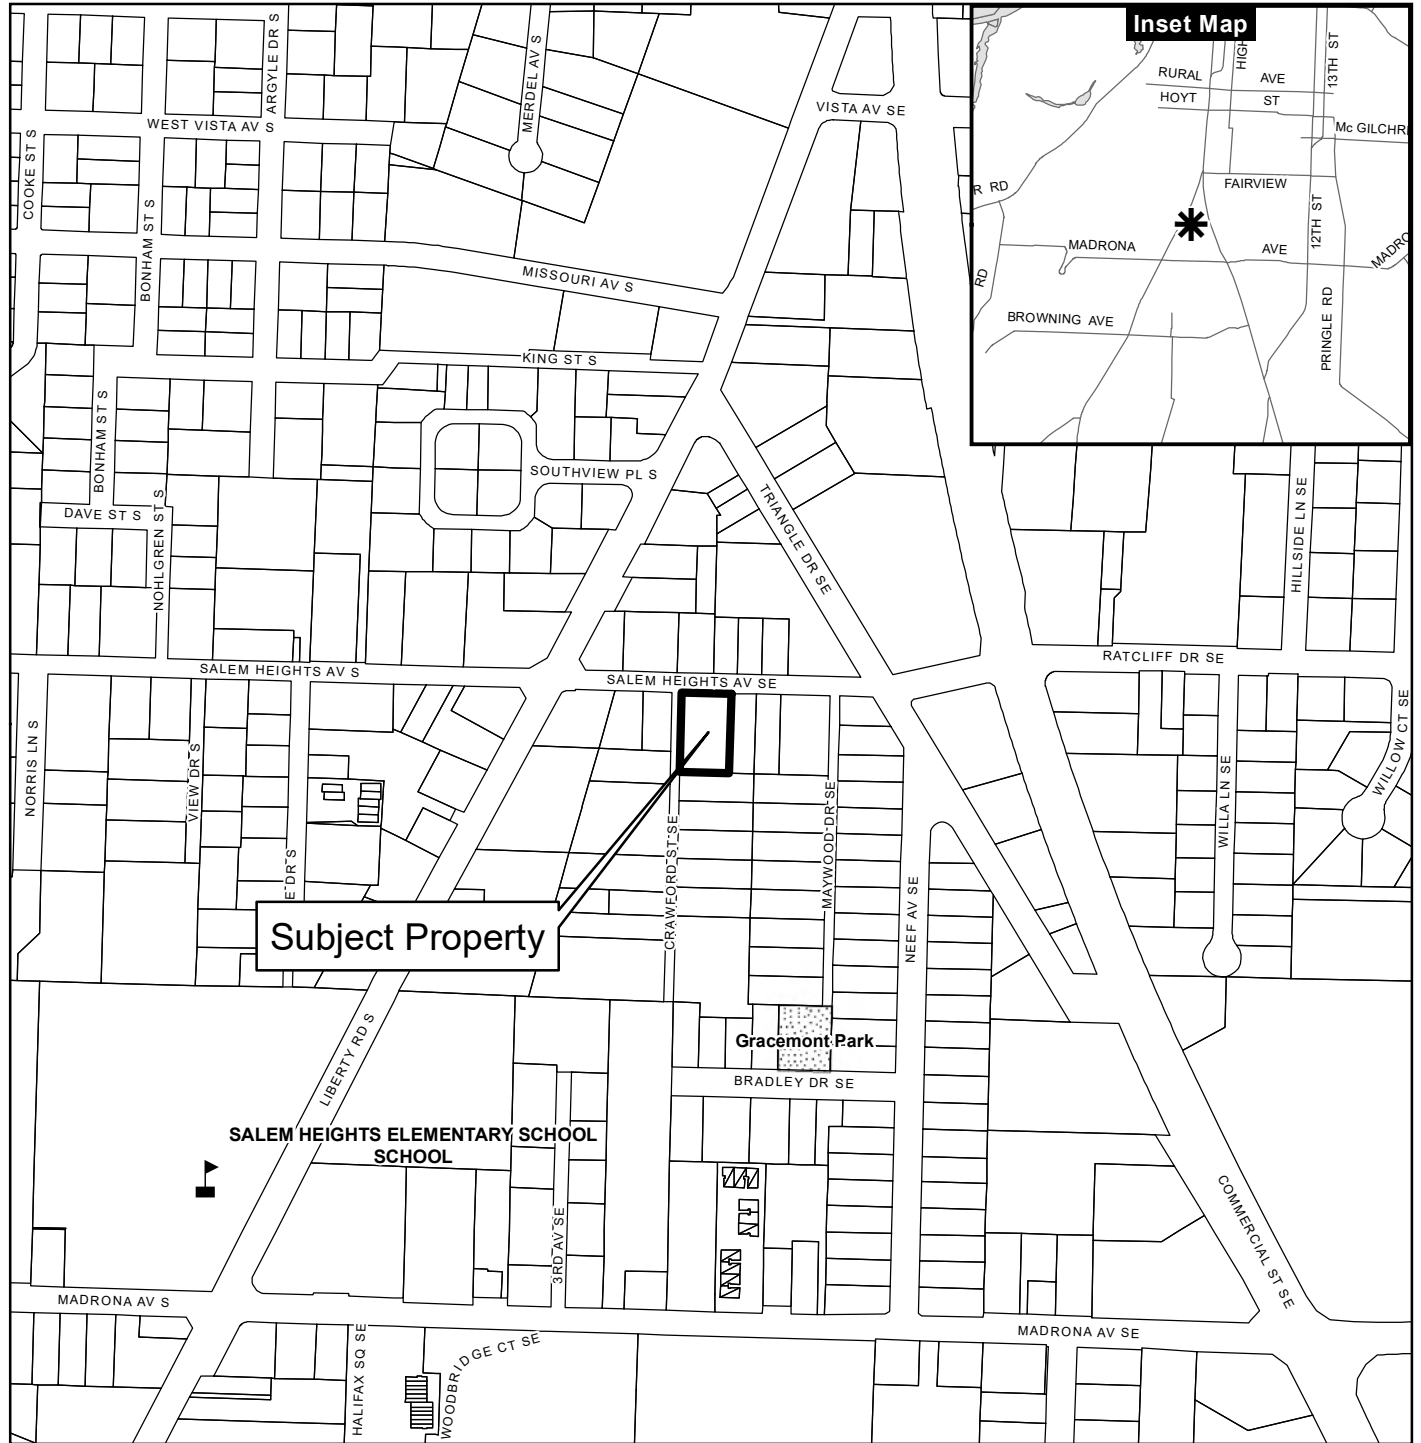 Inset Map
HIGH
13TH ST
RURAL AVE
HOYT ST
Mc GILCHRI
R RD
FAIRVIEW
12TH ST
MADRONA AVE
MADRO
RD
BROWNING AVE
PRINGLE RD
ARGYLE DR S
MERDEL AV S
VISTA AV SE
WEST VISTA AV S
COOKE ST S
BONHAM ST S
MISSOURI AV S
KING ST S
BONHAM ST S
SOUTHVIEW PL S
TRIANGLE DR SE
DAVE ST S
NOHLGREN ST S
HILLSIDE LN SE
SALEM HEIGHTS AV S
SALEM HEIGHTS AV SE
RATCLIFF DR SE
NORRIS LN S
VIEW DR S
E DR S
CRAWFORD ST SE
MAYWOOD DR SE
NEEF AV SE
WILLA LN SE
WILLOW CT SE
Subject Property
Gracemont Park
LIBERTY RD S
BRADLEY DR SE
SALEM HEIGHTS ELEMENTARY SCHOOL
SCHOOL
3RD AV SE
COMMERCIAL ST SE
MADRONA AV S
MADRONA AV SE
HALIFAX SQ SE
WOODBRIDGE CT SE